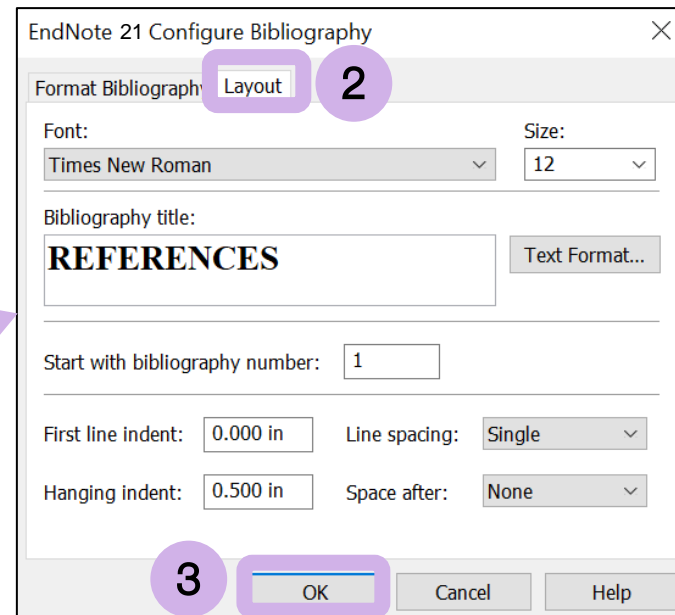 EndNote 21 Configure Bibliography
Format Bibliography Layout 2
Font: Size:
Times New Roman 12
Bibliography title:
REFERENCES Text Format...
Start with bibliography number: 1
First line indent: 0.000 in Line spacing: Single
Hanging indent: 0.500 in Space after: None
3 OK Cancel Help